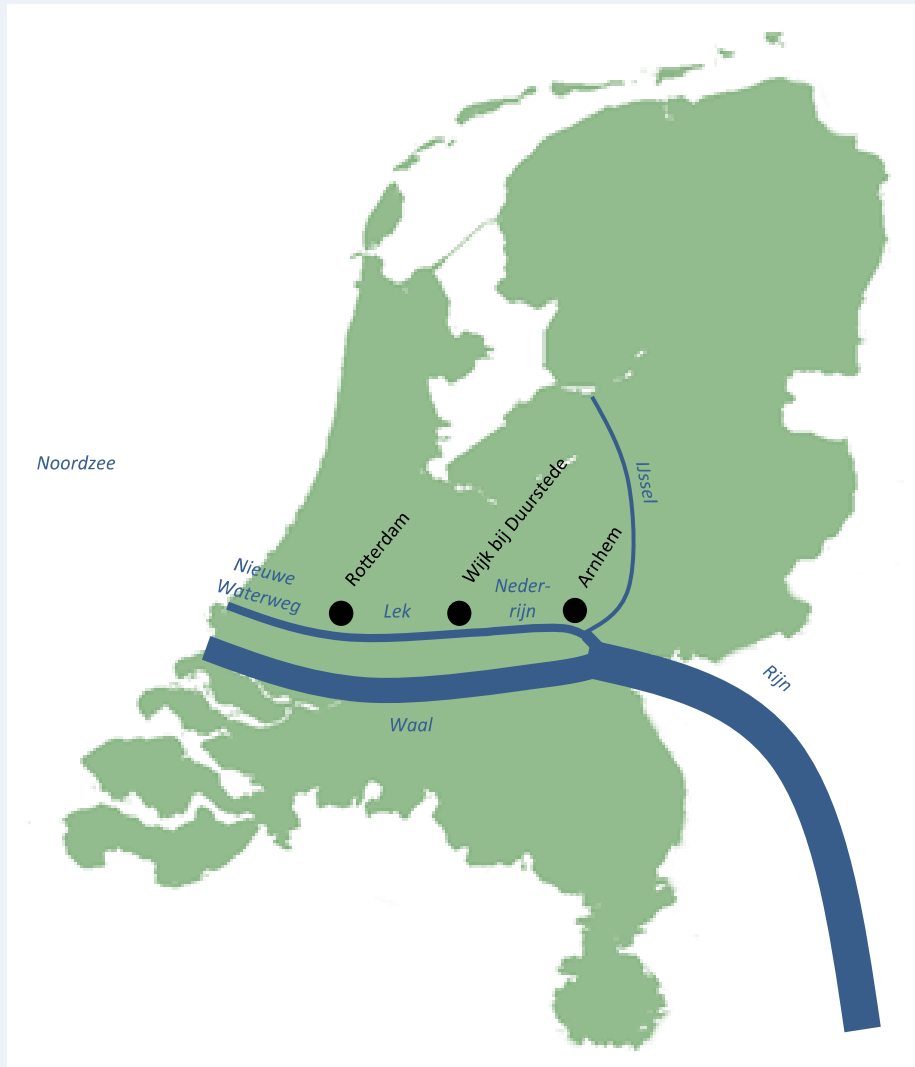 Noordzee
IJssel
Wijk bij Duurstede
Rotterdam
Arnhem
Nieuwe
Waterweg
Lek
Neder-
rijn
Rijn
Waal